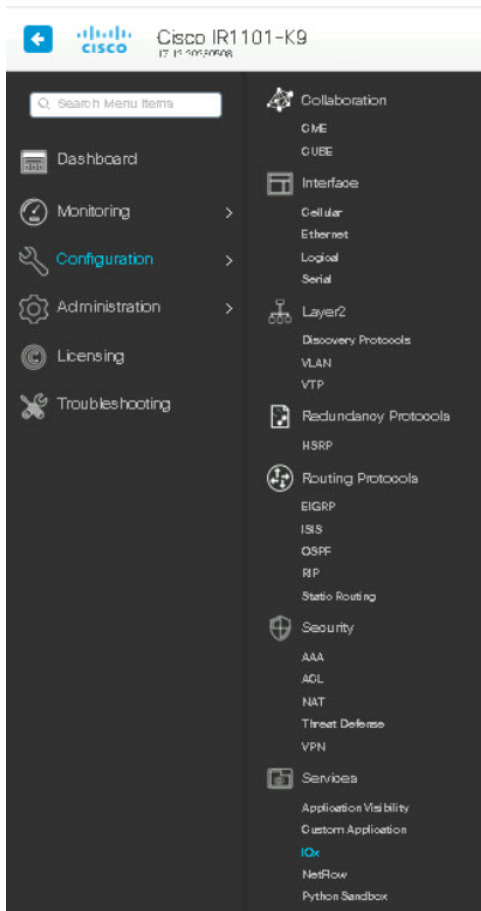 cisco
Cisco IR1101-K9
Search Menu Items
Dashboard
Monitoring
Configuration
Administration
Licensing
Troubleshooting
Collaboration
CME
CUBE
Interface
Cellular
Ethernet
Logical
Serial
Layer2
Discovery Protocols
VLAN
VTP
Redundancy Protocols
HSRP
Routing Protocols
EIGRP
ISIS
OSPF
RIP
Static Routing
Security
AAA
ACL
NAT
Threat Defense
VPN
Services
Application Visibility
Custom Application
IOx
NetFlow
Python Sandbox